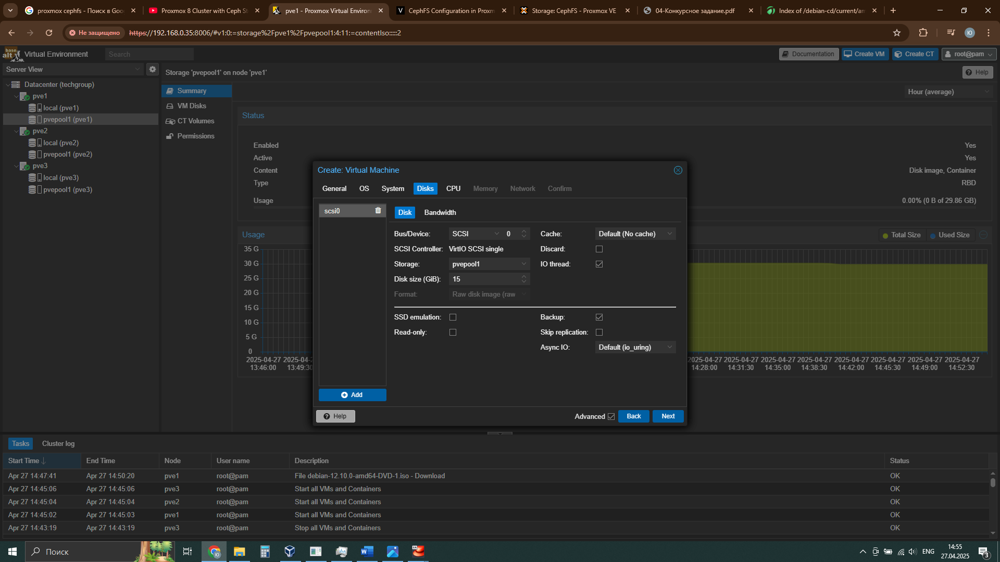 proxmox cephfs - Поиск в Goo
Proxmox 8 Cluster with Ceph St
pve1 - Proxmox Virtual Environ
CephFS Configuration in Proxm
Storage: CephFS - Proxmox VE
04-Конкурсное задание.pdf
Index of /debian-cd/current/am
Не защищено
https://192.168.0.35:8006/#v1:0:=storage%2Fpve1%2Fpvepool1:4:11:=contentIso:::::2
Ю
base alt
Virtual Environment
Search
Documentation
Create VM
Create CT
root@pam
Server View
Storage 'pvepool1' on node 'pve1'
Help
Datacenter (techgroup)
pve1
local (pve1)
pvepool1 (pve1)
pve2
local (pve2)
pvepool1 (pve2)
pve3
local (pve3)
pvepool1 (pve3)
Summary
VM Disks
CT Volumes
Permissions
Hour (average)
Status
Enabled Yes
Active Yes
Content Disk image, Container
Type RBD
Usage 0.00% (0 B of 29.86 GB)
Usage
Total Size
Used Size
35 G
30 G
25 G
20 G
15 G
10 G
5 G
0
2025-04-27 13:46:00
2025-04-27 13:49:30
2025-04-27 14:28:00
2025-04-27 14:31:30
2025-04-27 14:35:00
2025-04-27 14:38:30
2025-04-27 14:42:00
2025-04-27 14:45:30
2025-04-27 14:49:00
2025-04-27 14:52:30
Create: Virtual Machine
General OS System Disks CPU Memory Network Confirm
scsi0
Disk Bandwidth
Bus/Device: SCSI 0
Cache: Default (No cache)
SCSI Controller: VirtIO SCSI single
Discard:
Storage: pvepool1
IO thread:
Disk size (GiB): 15
Format: Raw disk image (raw
SSD emulation:
Backup:
Read-only:
Skip replication:
Async IO: Default (io_uring)
Add
Help
Advanced
Back
Next
Tasks
Cluster log
Start Time End Time Node User name Description Status
Apr 27 14:47:41 Apr 27 14:50:20 pve1 root@pam File debian-12.10.0-amd64-DVD-1.iso - Download OK
Apr 27 14:45:06 Apr 27 14:45:06 pve3 root@pam Start all VMs and Containers OK
Apr 27 14:45:04 Apr 27 14:45:04 pve2 root@pam Start all VMs and Containers OK
Apr 27 14:45:02 Apr 27 14:45:03 pve1 root@pam Start all VMs and Containers OK
Apr 27 14:43:19 Apr 27 14:43:19 pve3 root@pam Stop all VMs and Containers OK
Поиск
ENG
14:55
27.04.2025
3